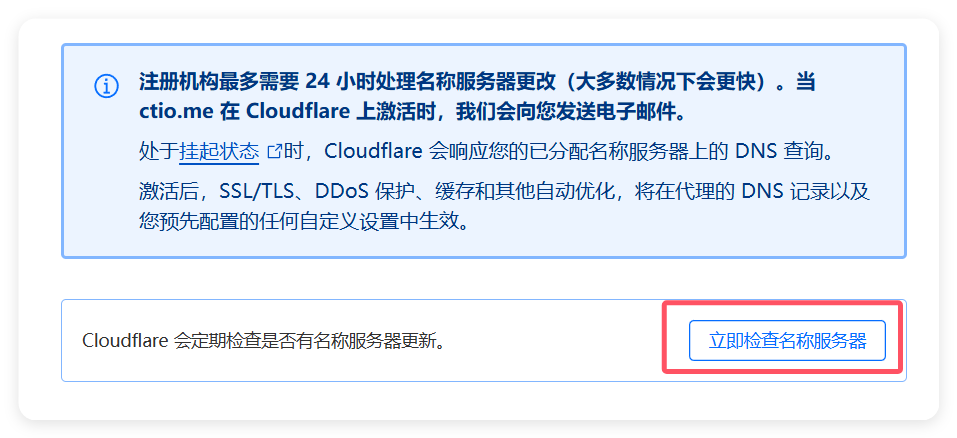 注册机构最多需要 24 小时处理名称服务器更改（大多数情况下会更快）。当
ctio.me 在 Cloudflare 上激活时，我们会向您发送电子邮件。
处于挂起状态时，Cloudflare 会响应您的已分配名称服务器上的 DNS 查询。
激活后，SSL/TLS、DDoS 保护、缓存和其他自动优化，将在代理的 DNS 记录以及
您预先配置的任何自定义设置中生效。
Cloudflare 会定期检查是否有名称服务器更新。
立即检查名称服务器